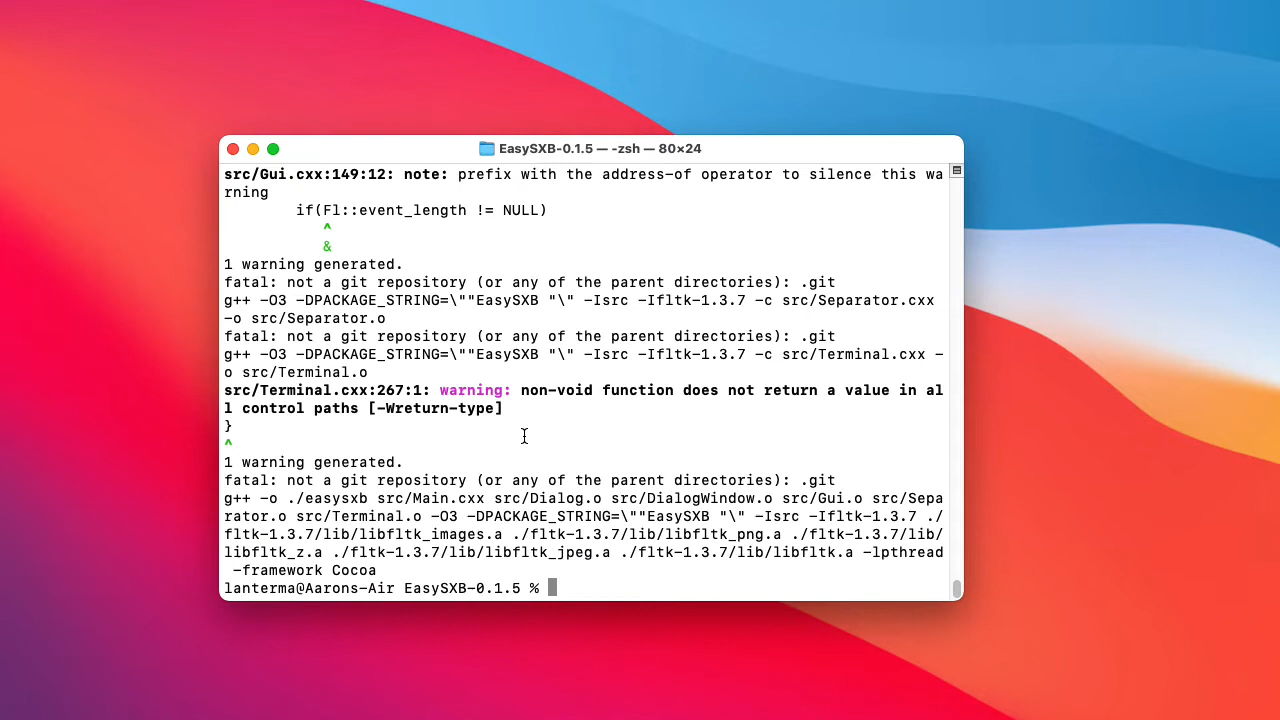 EasySXB-0.1.5 — -zsh — 80×24
src/Gui.cxx:149:12: note: prefix with the address-of operator to silence this wa
rning
if(Fl::event_length != NULL)
^
&
1 warning generated.
fatal: not a git repository (or any of the parent directories): .git
g++ -O3 -DPACKAGE_STRING=\""EasySXB "\" -Isrc -Ifltk-1.3.7 -c src/Separator.cxx
-o src/Separator.o
fatal: not a git repository (or any of the parent directories): .git
g++ -O3 -DPACKAGE_STRING=\""EasySXB "\" -Isrc -Ifltk-1.3.7 -c src/Terminal.cxx -
o src/Terminal.o
src/Terminal.cxx:267:1: warning: non-void function does not return a value in al
l control paths [-Wreturn-type]
}
^
1 warning generated.
fatal: not a git repository (or any of the parent directories): .git
g++ -o ./easysxb src/Main.cxx src/Dialog.o src/DialogWindow.o src/Gui.o src/Sepa
rator.o src/Terminal.o -O3 -DPACKAGE_STRING=\""EasySXB "\" -Isrc -Ifltk-1.3.7 ./
fltk-1.3.7/lib/libfltk_images.a ./fltk-1.3.7/lib/libfltk_png.a ./fltk-1.3.7/lib/
libfltk_z.a ./fltk-1.3.7/lib/libfltk_jpeg.a ./fltk-1.3.7/lib/libfltk.a -lpthread
-framework Cocoa
lanterma@Aarons-Air EasySXB-0.1.5 %